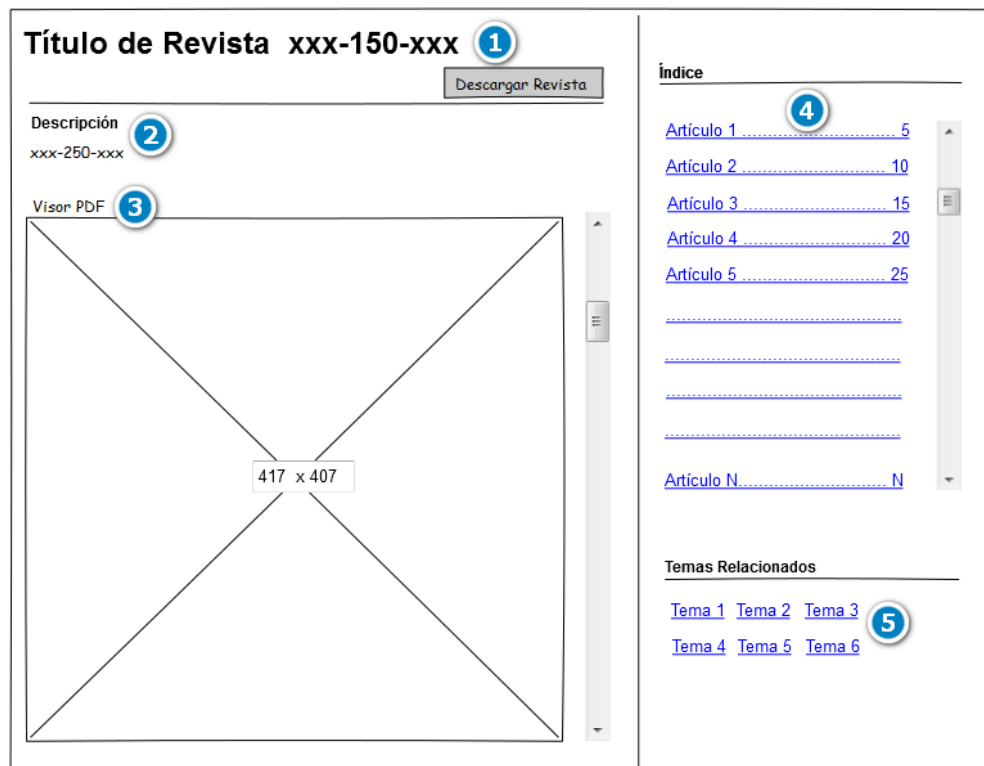 Título de Revista xxx-150-xxx 1
Descargar Revista
Descripción 2
xxx-250-xxx
Visor PDF 3
417 x 407
Índice
4
Artículo 1 ................................. 5
Artículo 2 .............................. 10
Artículo 3 .............................. 15
Artículo 4 .............................. 20
Artículo 5 .............................. 25
..................................................
..................................................
..................................................
..................................................
Artículo N............................... N
Temas Relacionados
Tema 1 Tema 2 Tema 3 5
Tema 4 Tema 5 Tema 6